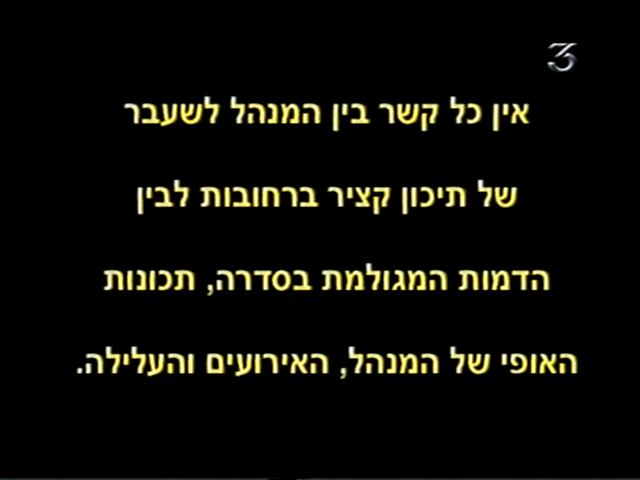 3
אין כל קשר בין המנהל לשעבר
של תיכון קציר ברחובות לבין
הדמות המגולמת בסדרה, תכונות
האופי של המנהל, האירועים והעלילה.